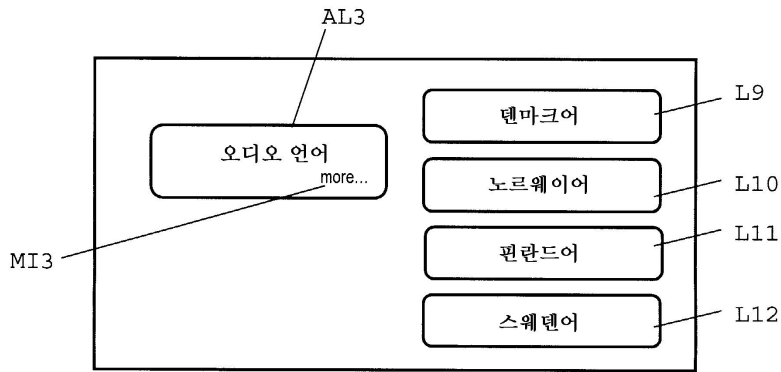 AL3
L9
텐마크어
오디오 언어
more...
노르웨이어
L10
L11
핀란드어
MI3
스웨덴어
L12